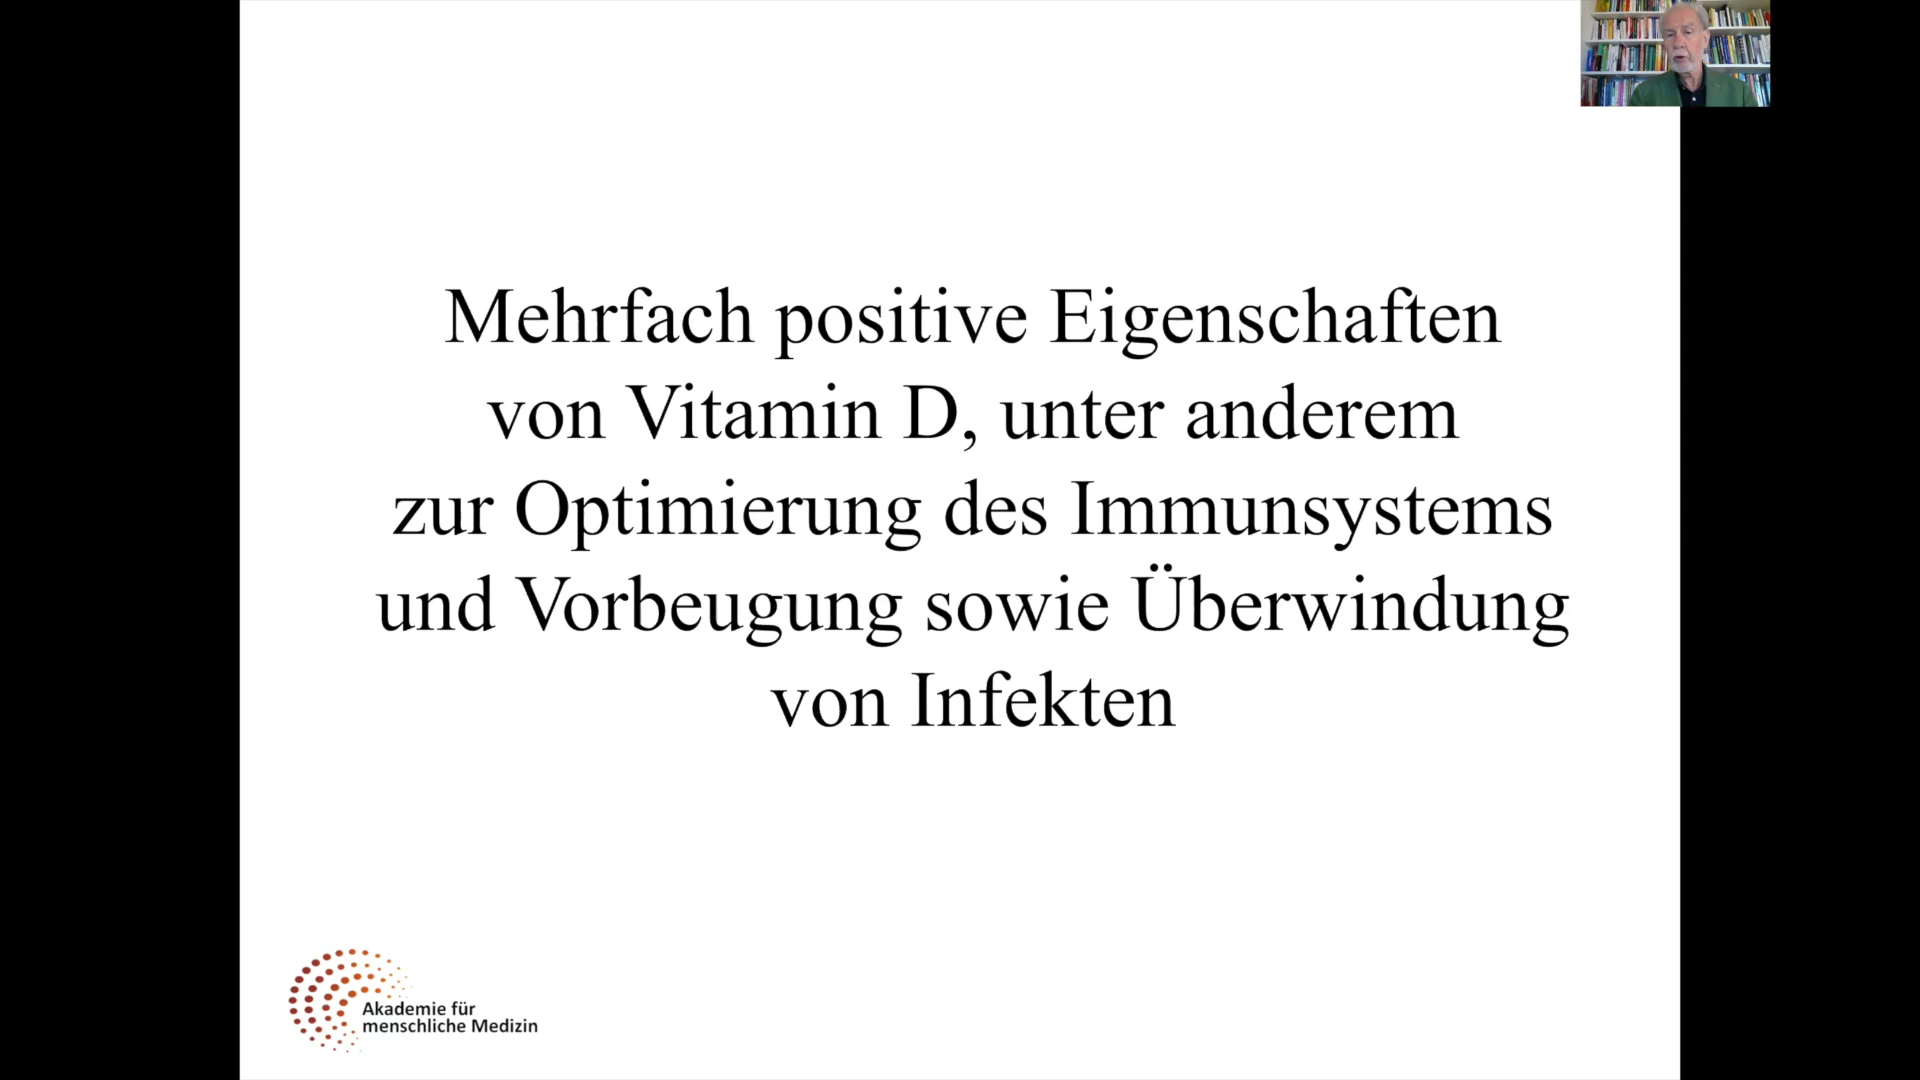 Mehrfach positive Eigenschaften
von Vitamin D, unter anderem
zur Optimierung des Immunsystems
und Vorbeugung sowie Überwindung
von Infekten
Akademie für
menschliche Medizin